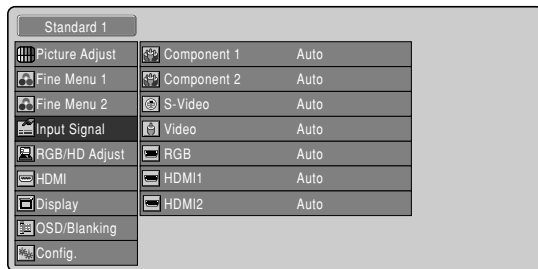 Standard 1
Picture Adjust
Fine Menu 1
Fine Menu 2
Input Signal
RGB/HD Adjust
HDMI
Display
OSD/Blanking
Config.
Component 1 Auto
Component 2 Auto
S-Video Auto
Video Auto
RGB Auto
HDMI1 Auto
HDMI2 Auto